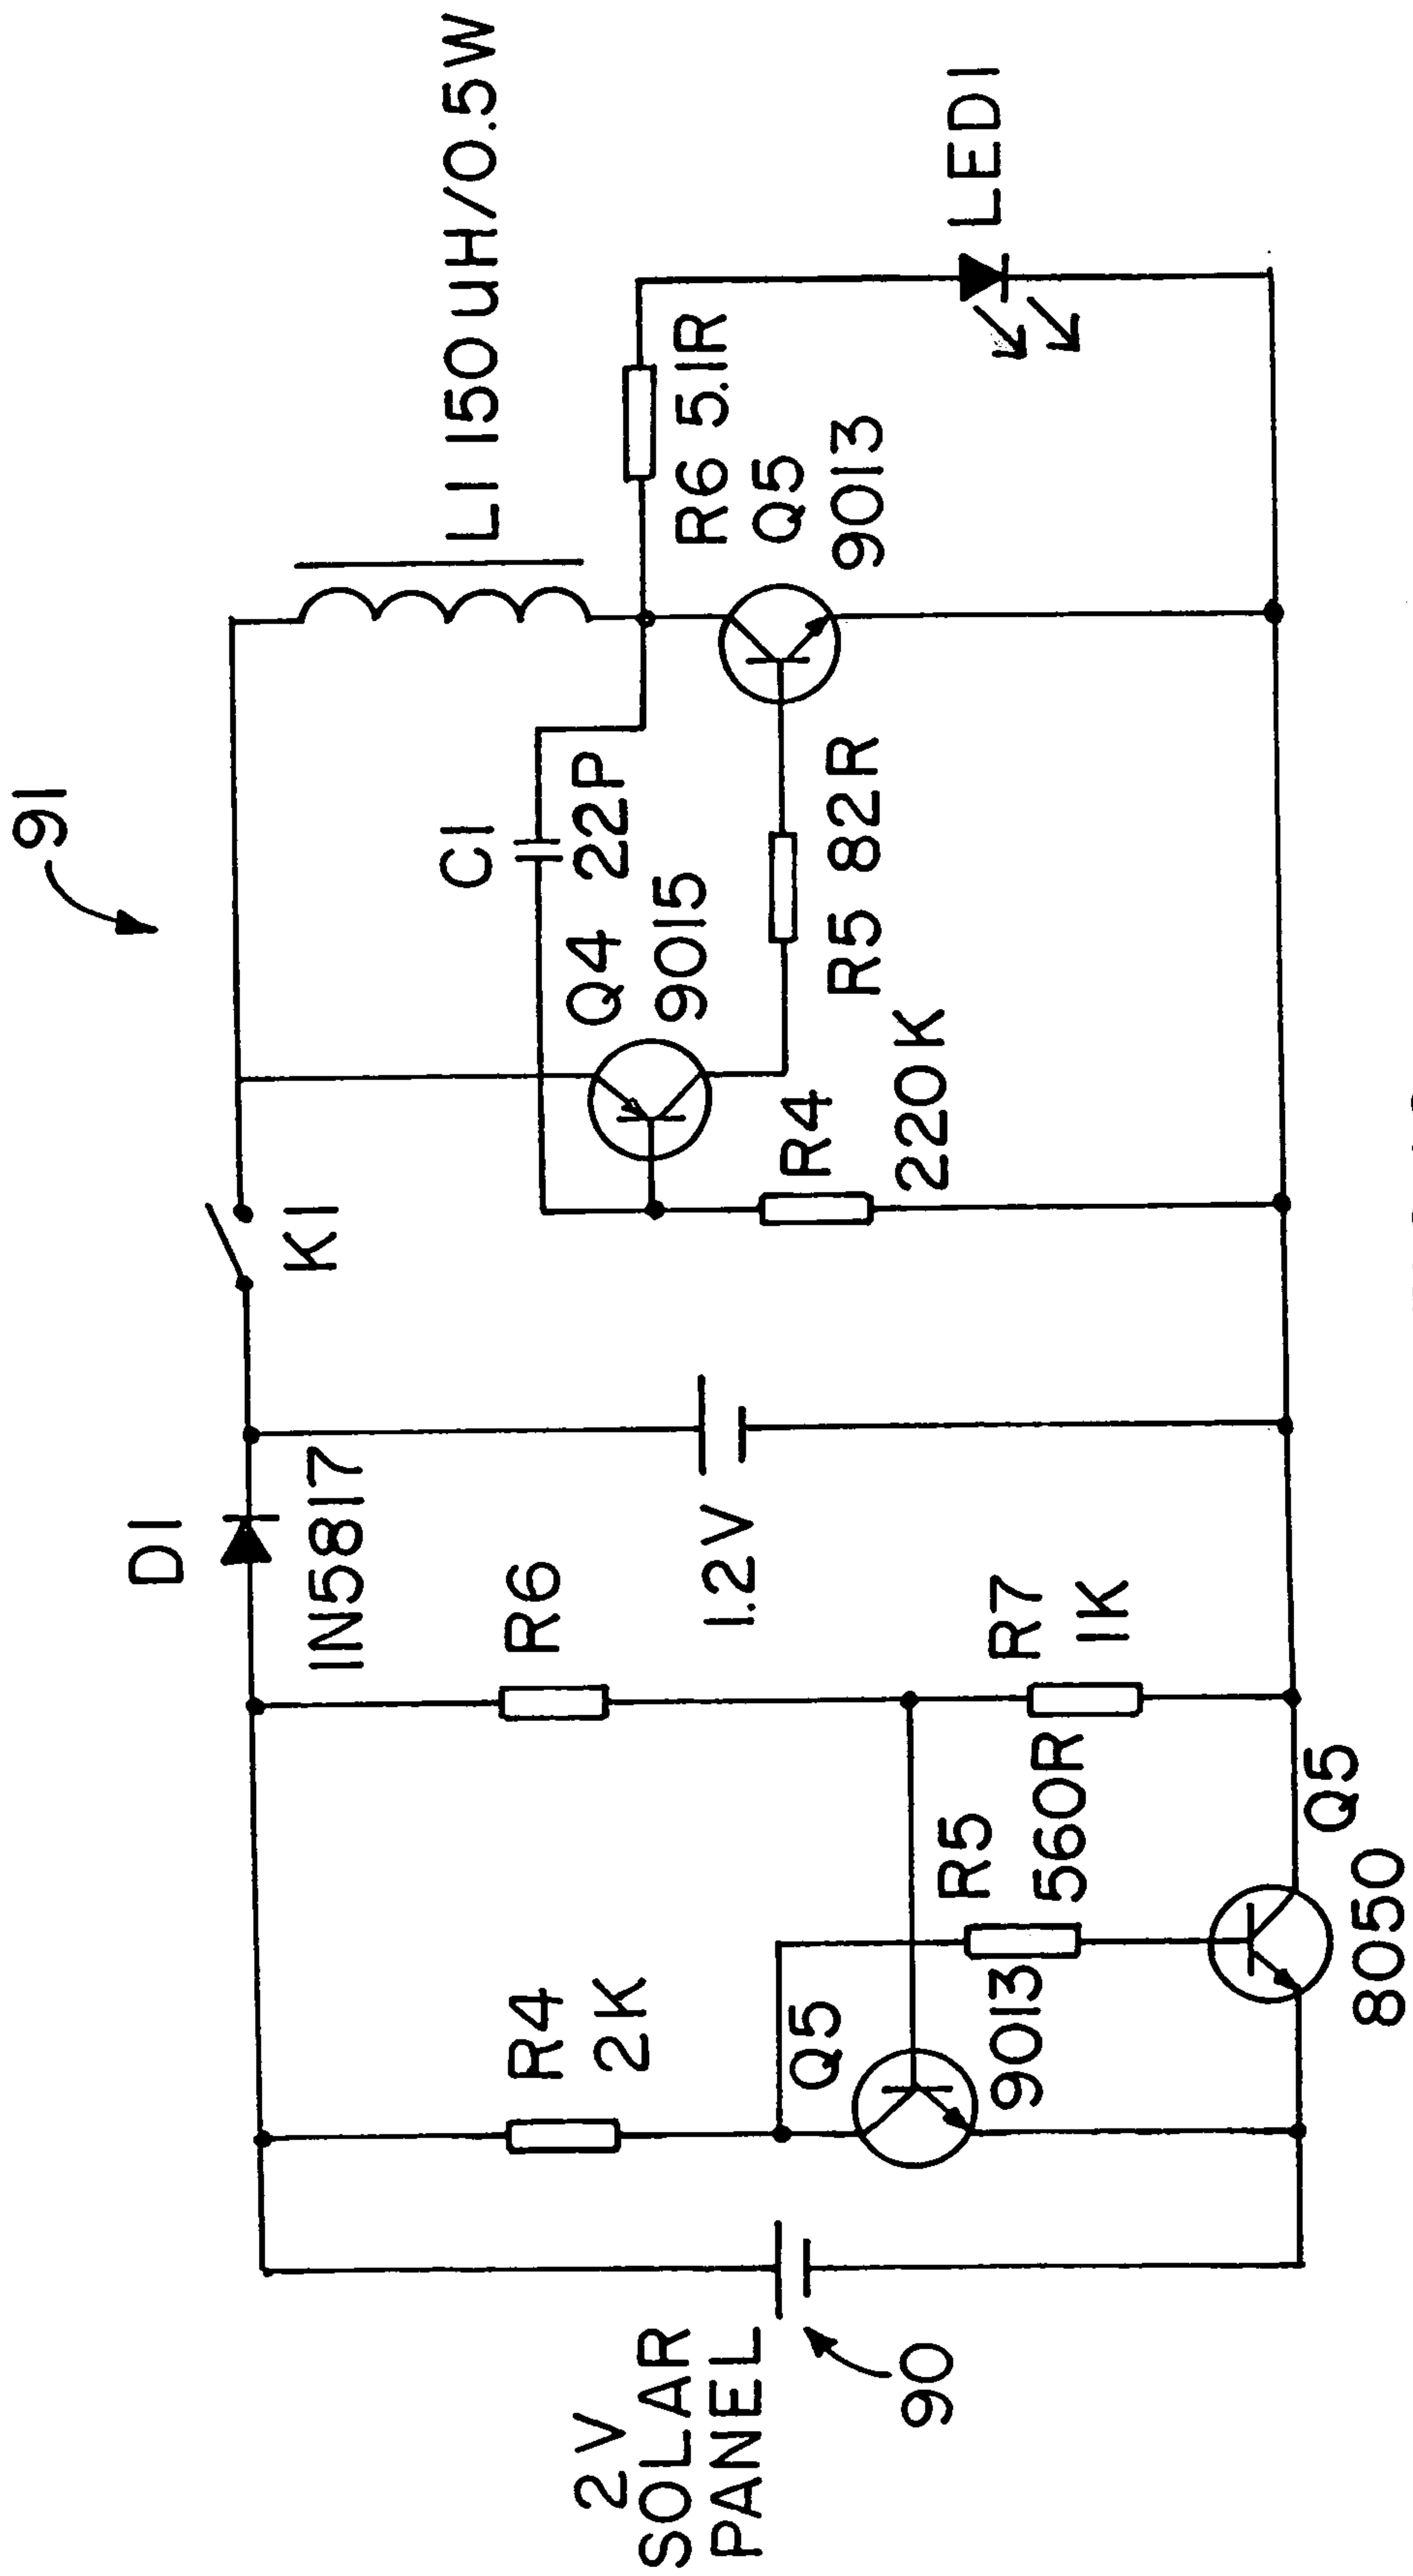 91
D1
1N5817
K1
L1 150uH/0.5W
C1
22P
Q4
9015
R6 5.1R
Q5
9013
LED1
R5 82R
R4
220K
1.2V
R6
R7
1K
R4
2K
Q5
9013
R5
560R
Q5
8050
2V
SOLAR
PANEL
90